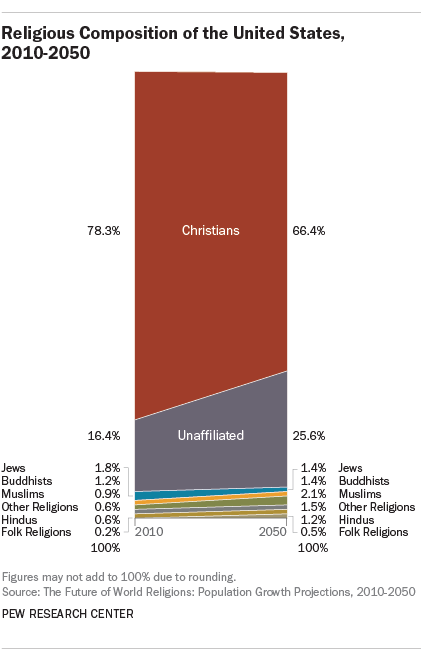 Religious Composition of the United States,
2010-2050
78.3% Christians 66.4%
16.4% Unaffiliated 25.6%
Jews 1.8% 1.4% Jews
Buddhists 1.2% 1.4% Buddhists
Muslims 0.9% 2.1% Muslims
Other Religions 0.6% 1.5% Other Religions
Hindus 0.6% 1.2% Hindus
Folk Religions 0.2% 2010 2050 0.5% Folk Religions
100% 100%
Figures may not add to 100% due to rounding.
Source: The Future of World Religions: Population Growth Projections, 2010-2050
PEW RESEARCH CENTER